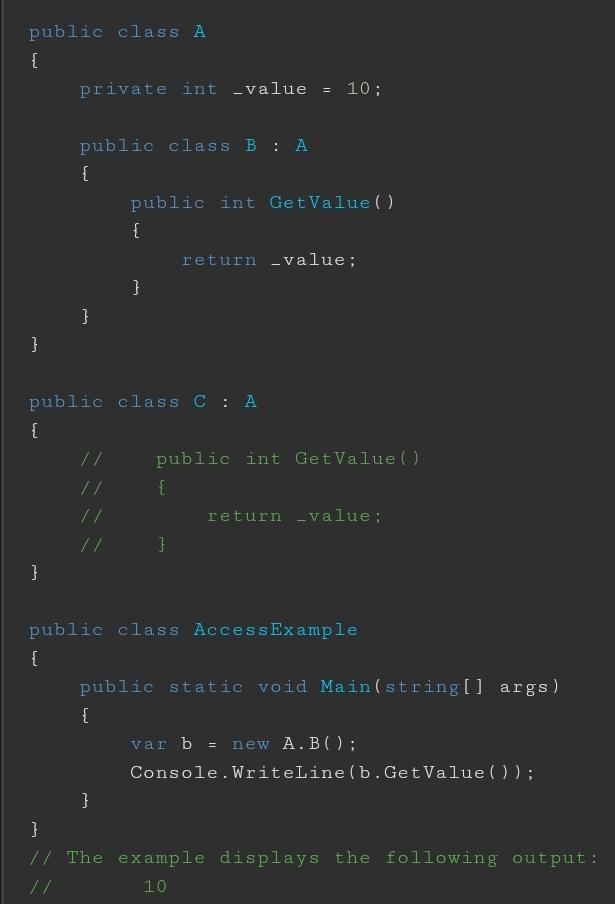 public class A
{
    private int _value = 10;

    public class B : A
    {
        public int GetValue()
        {
            return _value;
        }
    }
}

public class C : A
{
    //    public int GetValue()
    //    {
    //        return _value;
    //    }
}

public class AccessExample
{
    public static void Main(string[] args)
    {
        var b = new A.B();
        Console.WriteLine(b.GetValue());
    }
}
// The example displays the following output:
//       10